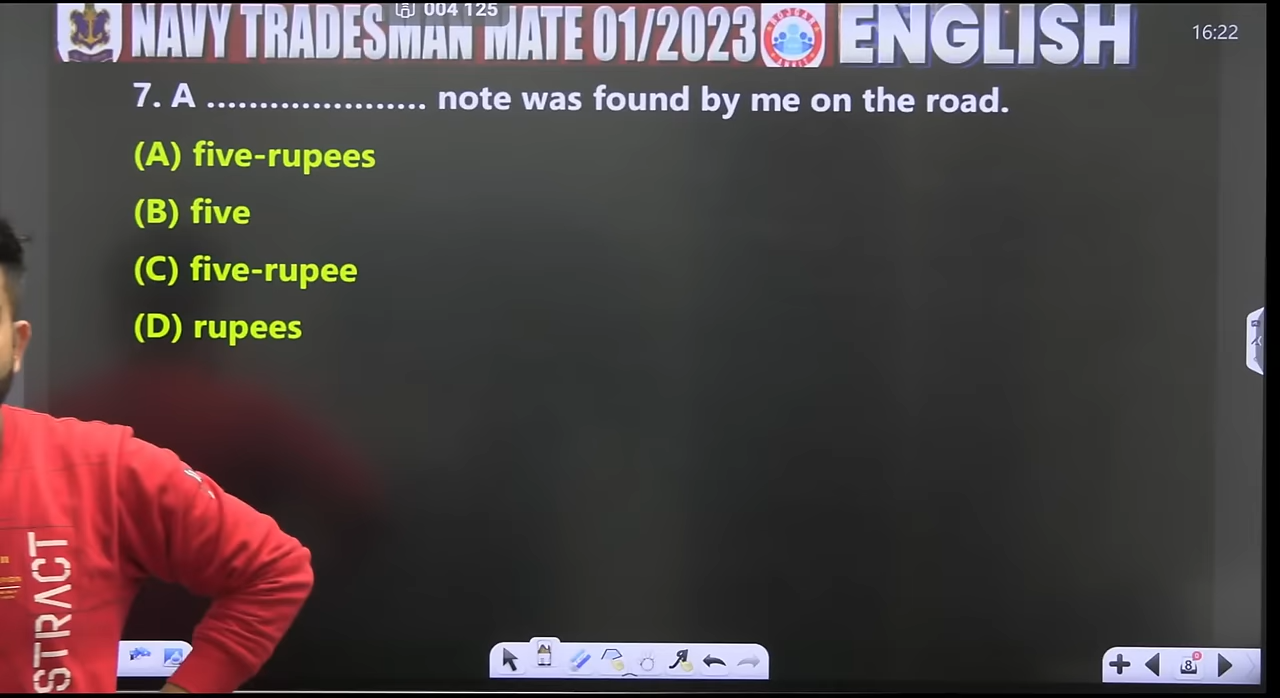 004 125
NAVY TRADESMAN MATE 01/2023 ENGLISH
16:22
7. A ..................... note was found by me on the road.
(A) five-rupees
(B) five
(C) five-rupee
(D) rupees
STRACT
8